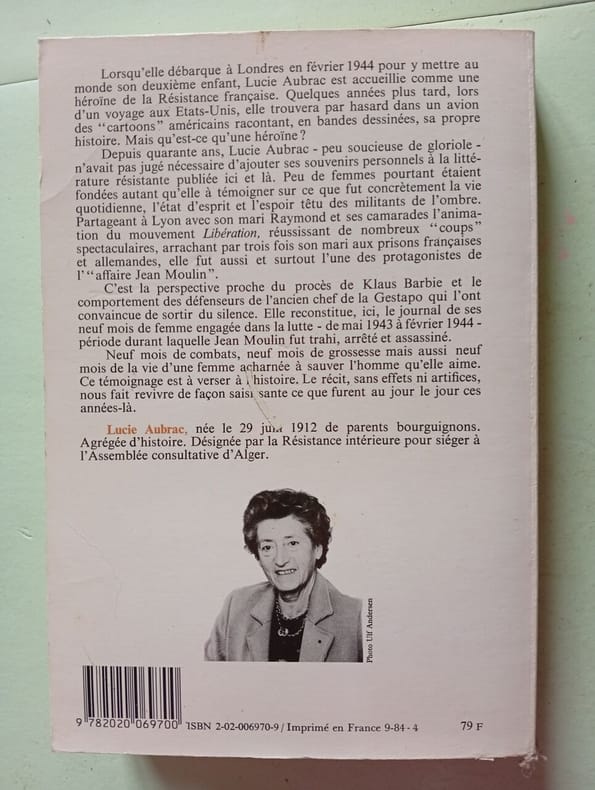 Lorsqu'elle débarque à Londres en février 1944 pour y mettre au
monde son deuxième enfant, Lucie Aubrac est accueillie comme une
héroïne de la Résistance française. Quelques années plus tard, lors
d'un voyage aux Etats-Unis, elle trouvera par hasard dans un avion
des "cartoons" américains racontant, en bandes dessinées, sa propre
histoire. Mais qu'est-ce qu'une héroïne ?
Depuis quarante ans, Lucie Aubrac - peu soucieuse de gloriole -
n'avait pas jugé nécessaire d'ajouter ses souvenirs personnels à la litté-
rature résistante publiée ici et là. Peu de femmes pourtant étaient
fondées autant qu'elle à témoigner sur ce que fut concrètement la vie
quotidienne, l'état d'esprit et l'espoir têtu des militants de l'ombre.
Partageant à Lyon avec son mari Raymond et ses camarades l'anima-
tion du mouvement Libération, réussissant de nombreux "coups"
spectaculaires, arrachant par trois fois son mari aux prisons françaises
et allemandes, elle fut aussi et surtout l'une des protagonistes de
l'"affaire Jean Moulin".
C'est la perspective proche du procès de Klaus Barbie et le
comportement des défenseurs de l'ancien chef de la Gestapo qui l'ont
convaincue de sortir du silence. Elle reconstitue, ici, le journal de ses
neuf mois de femme engagée dans la lutte - de mai 1943 à février 1944 -
période durant laquelle Jean Moulin fut trahi, arrêté et assassiné.
Neuf mois de combats, neuf mois de grossesse mais aussi neuf
mois de la vie d'une femme acharnée à sauver l'homme qu'elle aime.
Ce témoignage est à verser à l'histoire. Le récit, sans effets ni artifices,
nous fait revivre de façon saisissante ce que furent au jour le jour ces
années-là.
Lucie Aubrac, née le 29 juin 1912 de parents bourguignons.
Agrégée d'histoire. Désignée par la Résistance intérieure pour siéger à
l'Assemblée consultative d'Alger.
Photo Ulf Andersen
9 782020 069700
ISBN 2-02-006970-9 / Imprimé en France 9-84-4
79 F